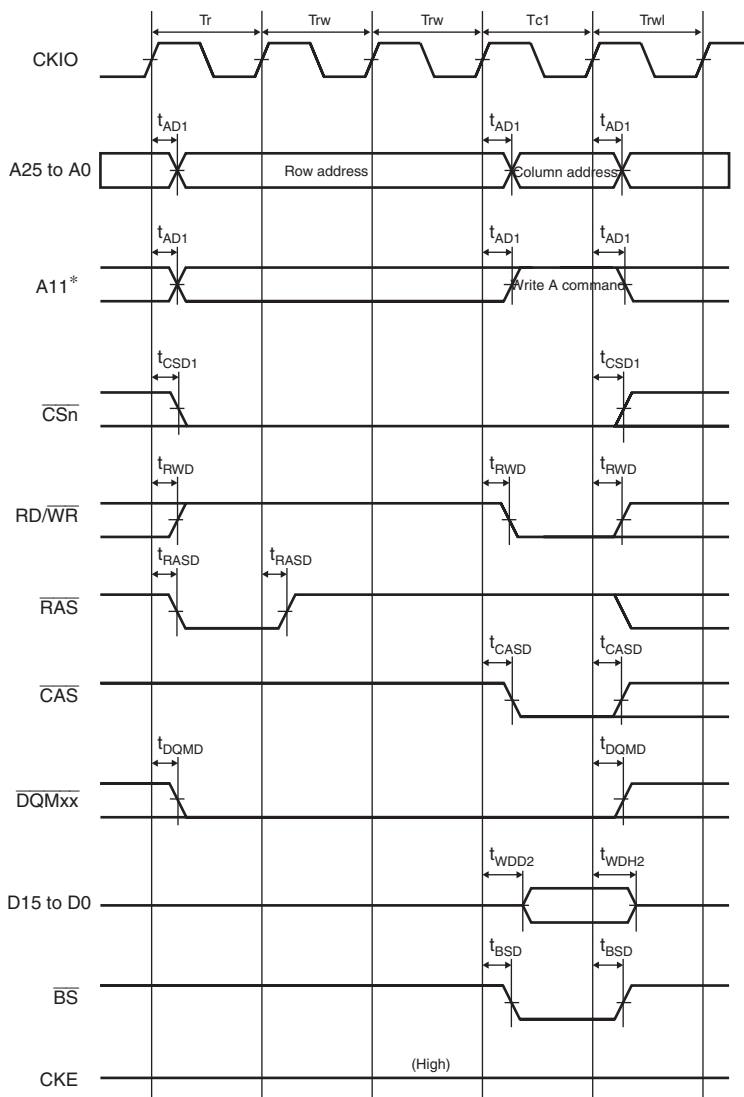 Tr Trw Trw Tc1 Trwl
CKIO
tAD1 tAD1 tAD1
A25 to A0 Row address Column address
tAD1 tAD1 tAD1
A11* Write A command
tCSD1 tCSD1
CSn
tRWD tRWD tRWD
RD/WR
tRASD tRASD
RAS
tCASD tCASD
CAS
tDQMD tDQMD
DQMxx
tWDD2 tWDH2
D15 to D0
tBSD tBSD
BS
(High)
CKE